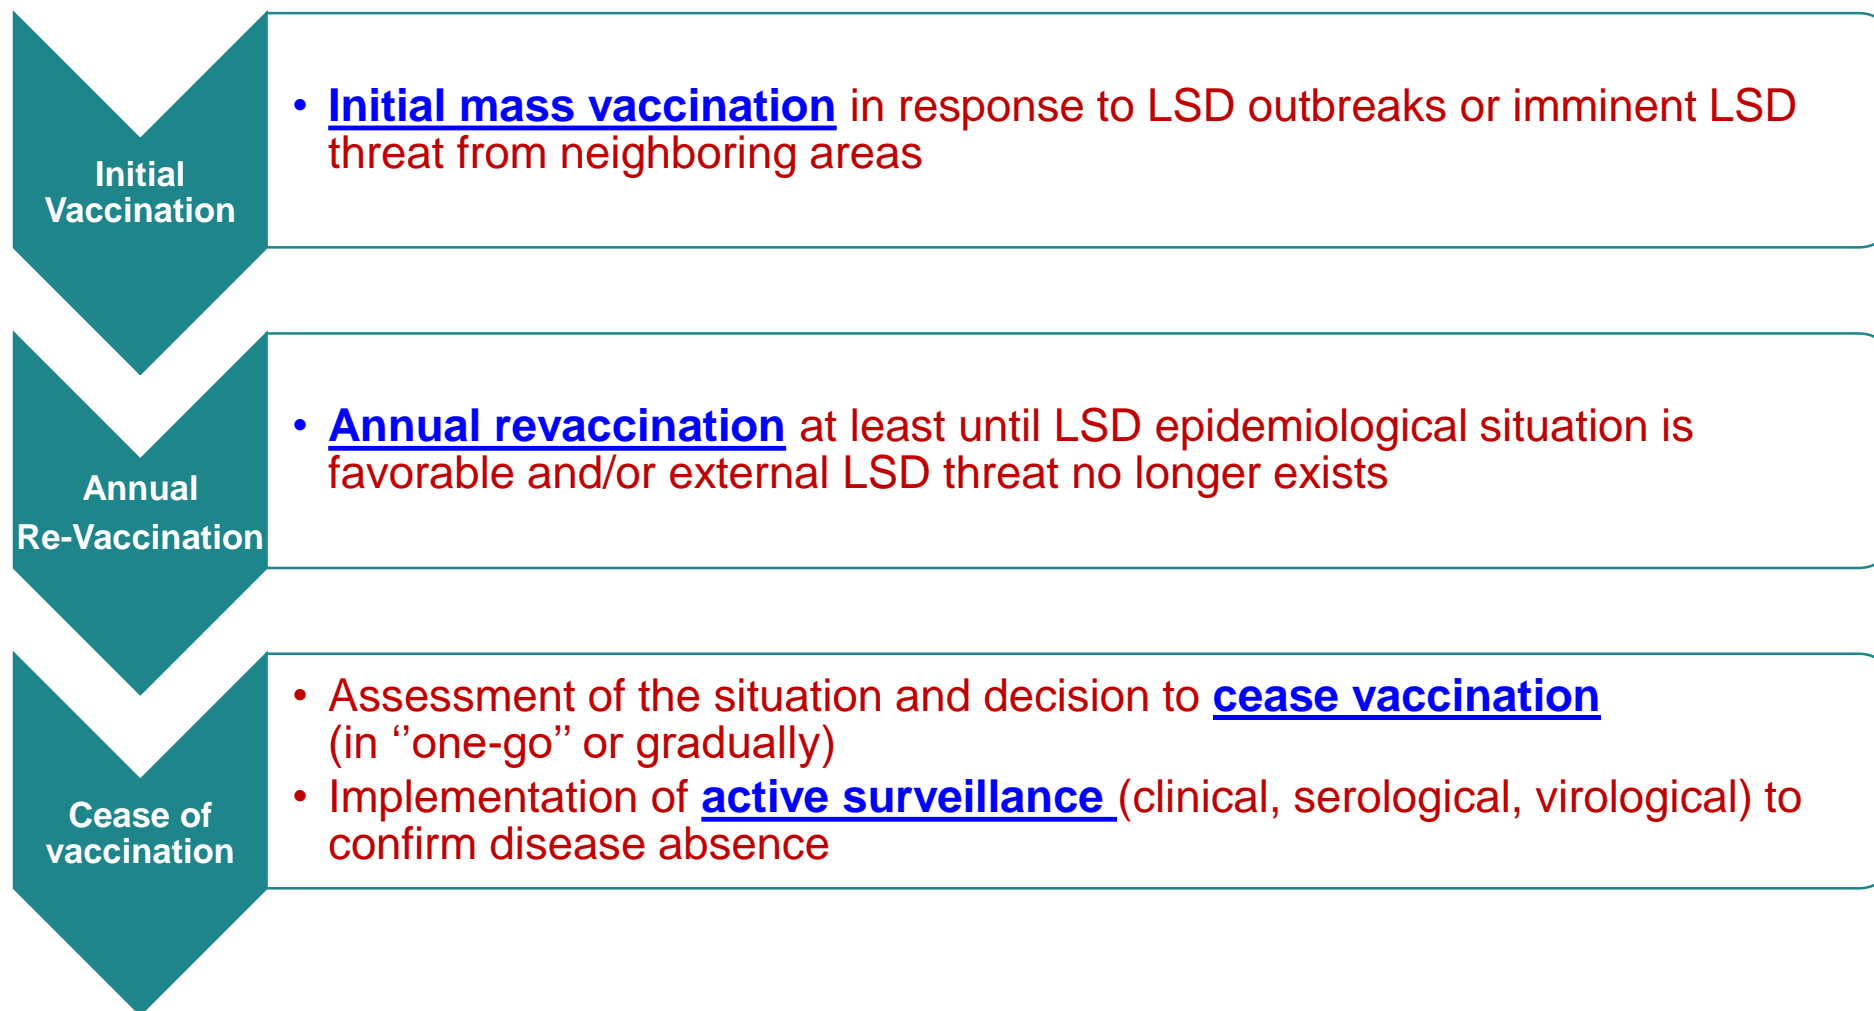 Initial
Vaccination
• Initial mass vaccination in response to LSD outbreaks or imminent LSD
threat from neighboring areas
Annual
Re-Vaccination
• Annual revaccination at least until LSD epidemiological situation is
favorable and/or external LSD threat no longer exists
Cease of
vaccination
• Assessment of the situation and decision to cease vaccination
(in ‘’one-go’’ or gradually)
• Implementation of active surveillance (clinical, serological, virological) to
confirm disease absence